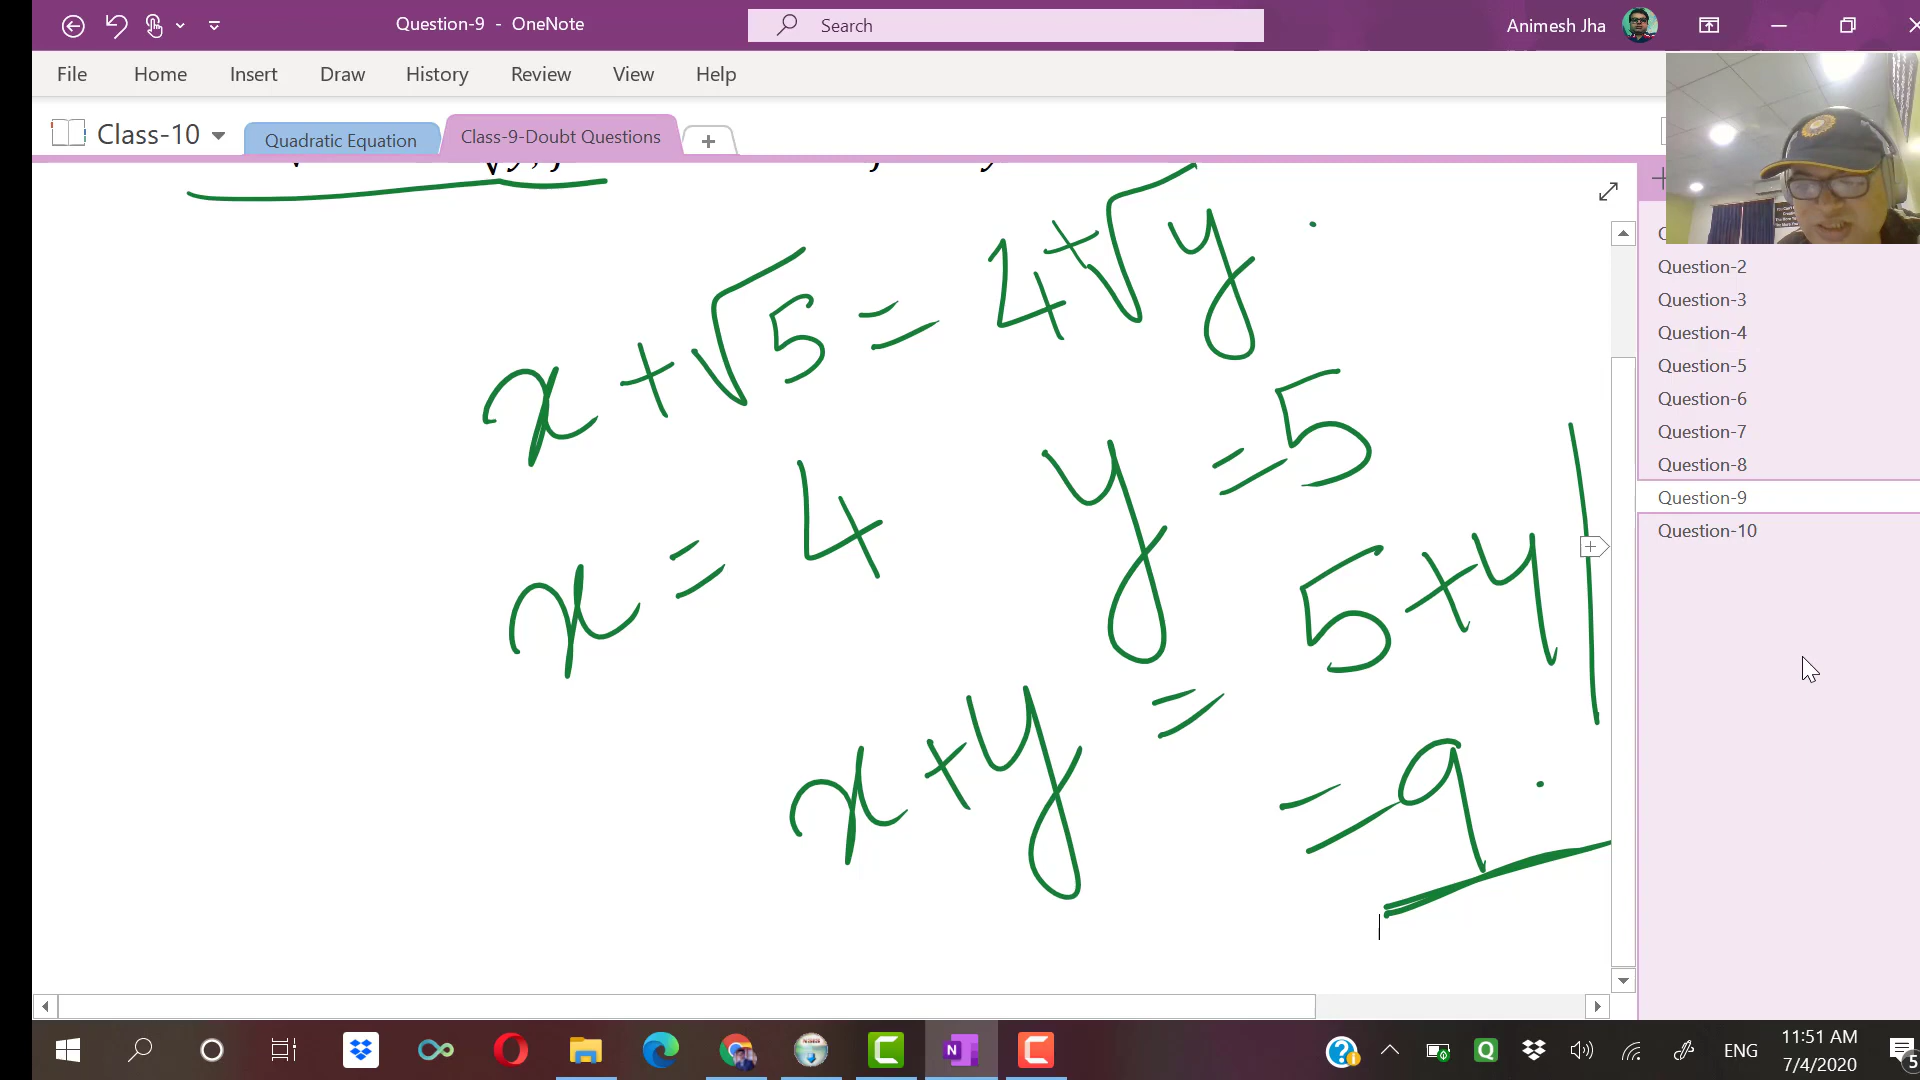 Question-9 - OneNote
Search
Animesh Jha
File Home Insert Draw History Review View Help
Class-10
Quadratic Equation
Class-9-Doubt Questions
x + √5 = 4 + √y .
x = 4
y = 5
x + y = 5 + 4
= 9 .
Question-2
Question-3
Question-4
Question-5
Question-6
Question-7
Question-8
Question-9
Question-10
ENG
11:51 AM
7/4/2020
5